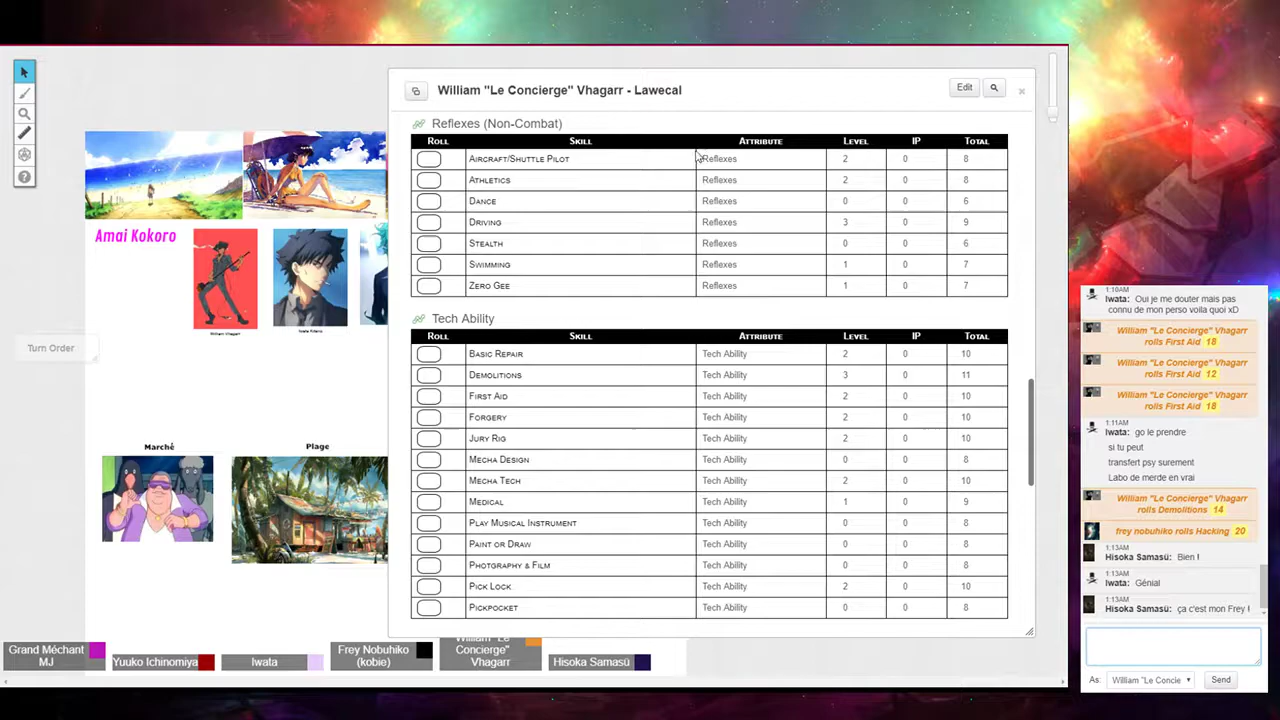 William "Le Concierge" Vhagarr - Lawecal
Edit
Reflexes (Non-Combat)
Roll Skill Attribute Level IP Total
Aircraft/Shuttle Pilot Reflexes 2 0 8
Athletics Reflexes 2 0 8
Dance Reflexes 0 0 6
Driving Reflexes 3 0 9
Stealth Reflexes 0 0 6
Swimming Reflexes 1 0 7
Zero Gee Reflexes 1 0 7
Tech Ability
Roll Skill Attribute Level IP Total
Basic Repair Tech Ability 2 0 10
Demolitions Tech Ability 3 0 11
First Aid Tech Ability 2 0 10
Forgery Tech Ability 2 0 10
Jury Rig Tech Ability 2 0 10
Mecha Design Tech Ability 0 0 8
Mecha Tech Tech Ability 2 0 10
Medical Tech Ability 1 0 9
Play Musical Instrument Tech Ability 0 0 8
Paint or Draw Tech Ability 0 0 8
Photgraphy & Film Tech Ability 0 0 8
Pick Lock Tech Ability 2 0 10
Pickpocket Tech Ability 0 0 8
Amai Kokoro
William Vhagarr
Turn Order
Marché
Plage
Grand Méchant
MJ
Yuuko Ichinomiya
Iwata
Frey Nobuhiko
(kobie)
William "Le
Concierge"
Vhagarr
Hisoka Samasù
1:10AM
Iwata: Oui je me douter mais pas
connu de mon perso voila quoi xD
William "Le Concierge" Vhagarr
rolls First Aid 18
William "Le Concierge" Vhagarr
rolls First Aid 12
William "Le Concierge" Vhagarr
rolls First Aid 18
1:11AM
Iwata: go le prendre
si tu peut
transfert psy surement
Labo de merde en vrai
William "Le Concierge" Vhagarr
rolls Demolitions 14
frey nobuhiko rolls Hacking 20
1:13AM
Hisoka Samasù: Bien !
1:13AM
Iwata: Génial
1:13AM
Hisoka Samasù: ça c'est mon Frey !
As: William "Le Concie
Send